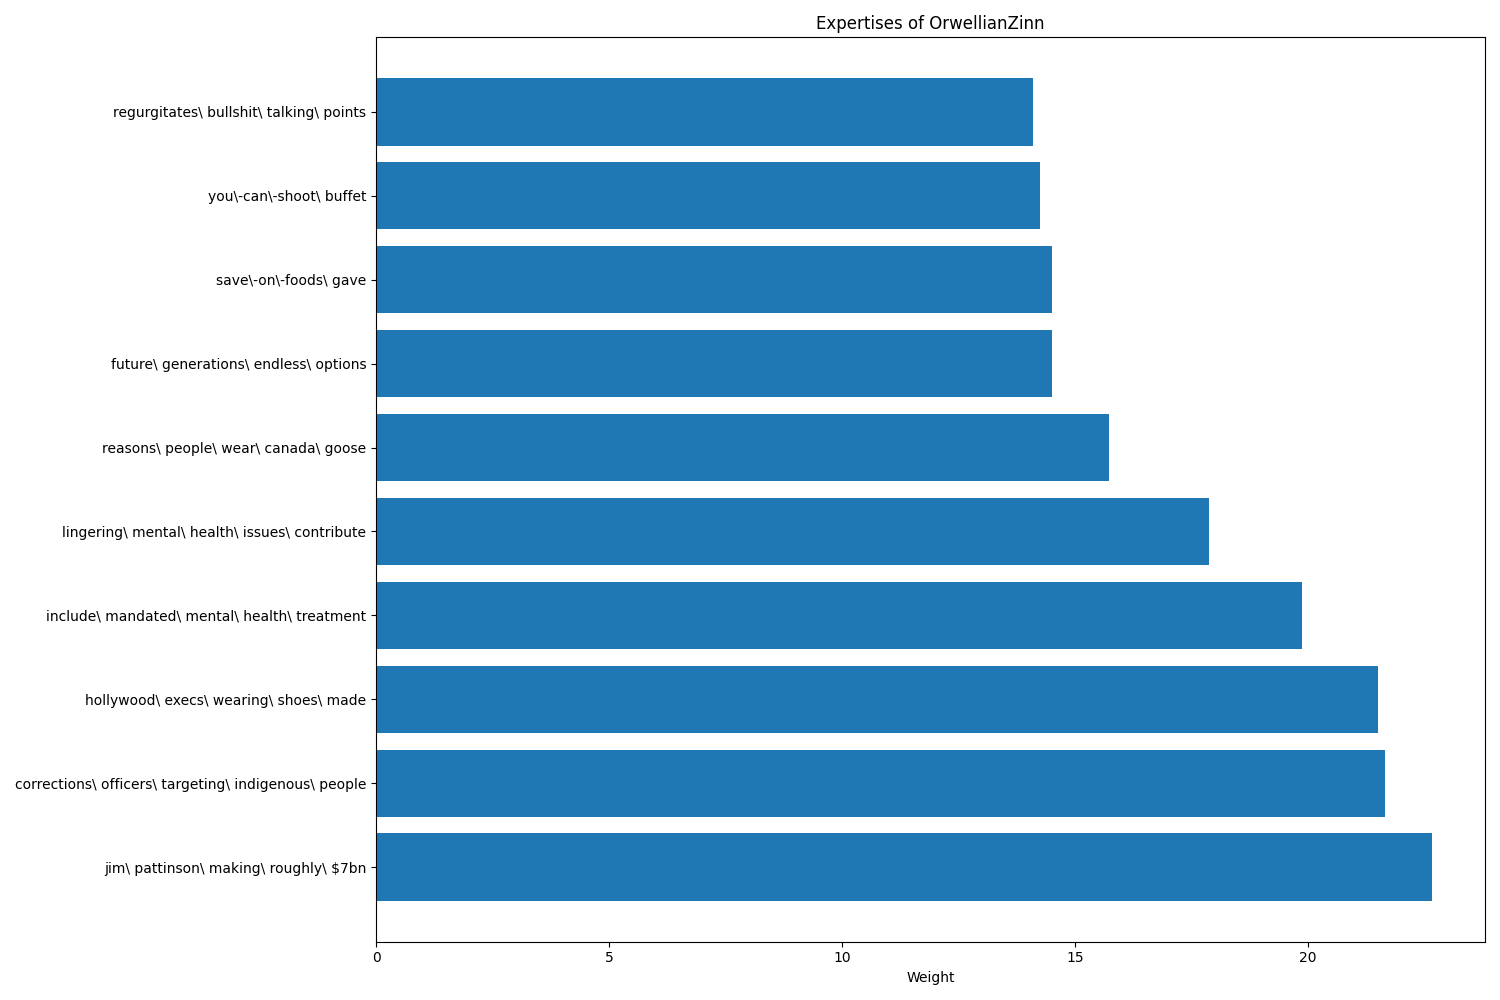 Expertises of OrwellianZinn
regurgitates\ bullshit\ talking\ points
you\-can\-shoot\ buffet
save\-on\-foods\ gave
future\ generations\ endless\ options
reasons\ people\ wear\ canada\ goose
lingering\ mental\ health\ issues\ contribute
include\ mandated\ mental\ health\ treatment
hollywood\ execs\ wearing\ shoes\ made
corrections\ officers\ targeting\ indigenous\ people
jim\ pattinson\ making\ roughly\ $7bn
0 5 10 15 20
Weight